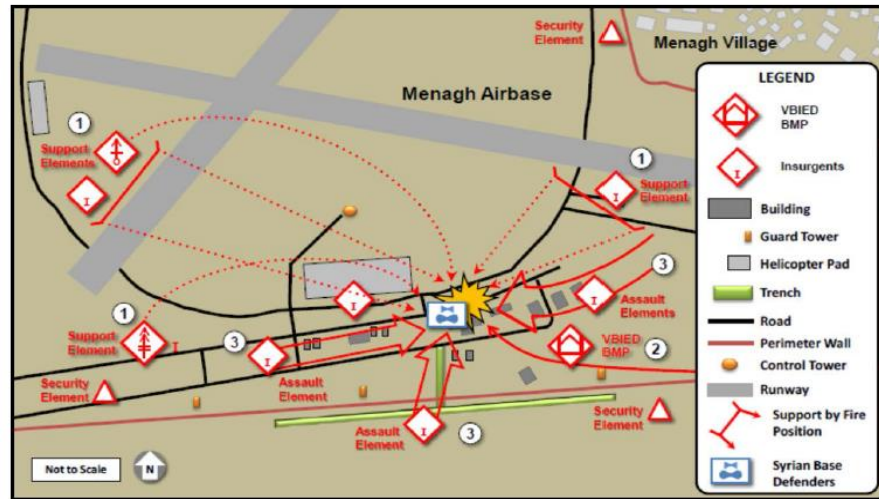 Security
Element
Menagh Village
Menagh Airbase
1
Support
Elements
I
1
I
Support
Element
3
I
Assault
Elements
I
1
Support
Element
I
3
I
Assault
Element
VBIED
BMP
2
Security
Element
Assault
Element
I
3
Security
Element
Not to Scale
N
LEGEND
VBIED
BMP
I
Insurgents
Building
Guard Tower
Helicopter Pad
Trench
Road
Perimeter Wall
Control Tower
Runway
Support by Fire
Position
Syrian Base
Defenders